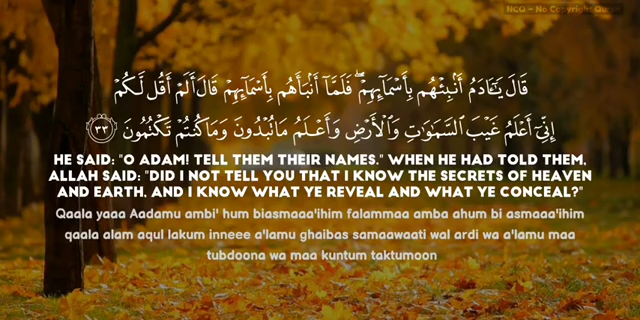 NCQ - No Copyright Quran
قَالَ يَـٰٓـَٔادَمُ أَنۢبِئْهُم بِأَسْمَآئِهِمْ ۖ فَلَمَّآ أَنۢبَأَهُم بِأَسْمَآئِهِمْ قَالَ أَلَمْ أَقُل لَّكُمْ
إِنِّىٓ أَعْلَمُ غَيْبَ ٱلسَّمَـٰوَٰتِ وَٱلْأَرْضِ وَأَعْلَمُ مَا تُبْدُونَ وَمَا كُنتُمْ تَكْتُمُونَ ٣٣
HE SAID: "O ADAM! TELL THEM THEIR NAMES." WHEN HE HAD TOLD THEM,
ALLAH SAID: "DID I NOT TELL YOU THAT I KNOW THE SECRETS OF HEAVEN
AND EARTH, AND I KNOW WHAT YE REVEAL AND WHAT YE CONCEAL?"
Qaala yaaa Aadamu ambi' hum biasmaaa'ihim falammaa amba ahum bi asmaaa'ihim
qaala alam aqul lakum inneee a'lamu ghaibas samaawaati wal ardi wa a'lamu maa
tubdoona wa maa kuntum taktumoon